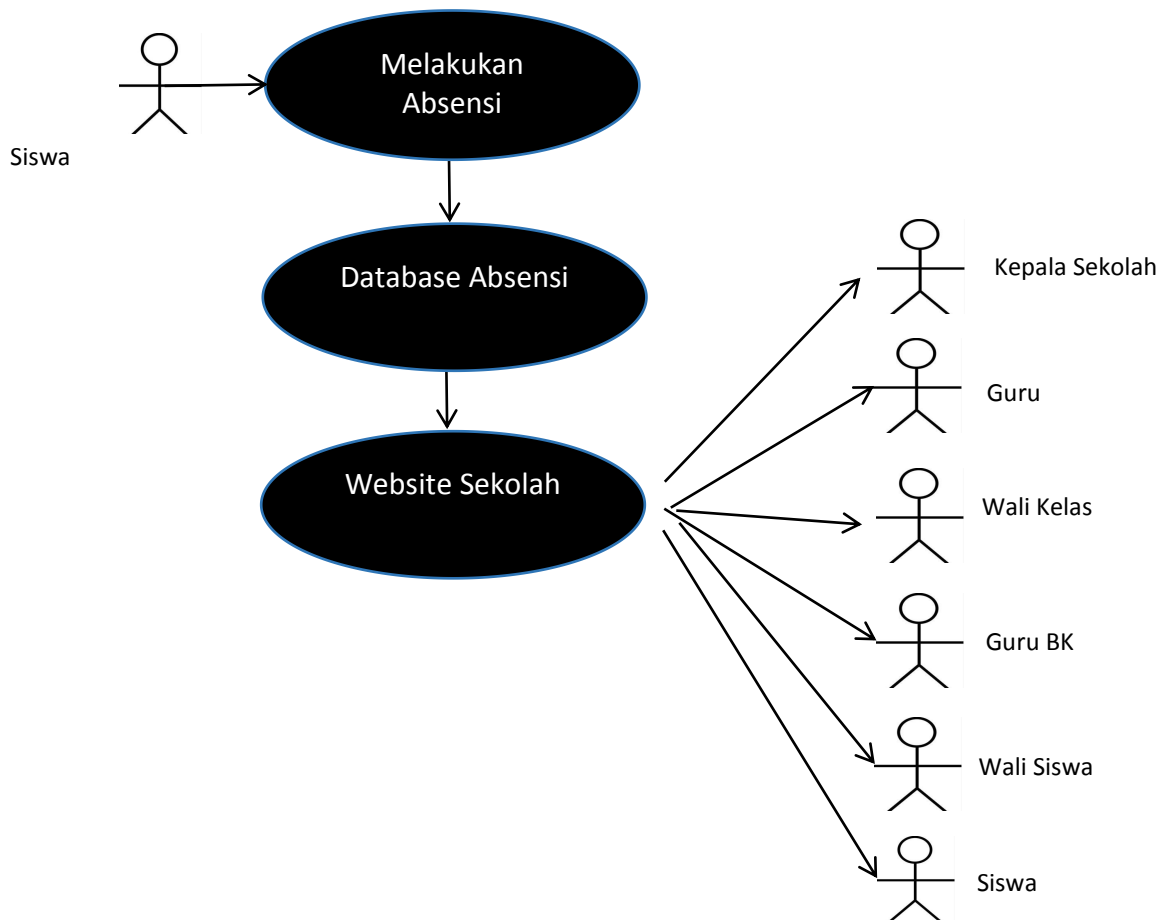 Melakukan
Absensi
Siswa
Database Absensi
Kepala Sekolah
Guru
Website Sekolah
Wali Kelas
Guru BK
Wali Siswa
Siswa